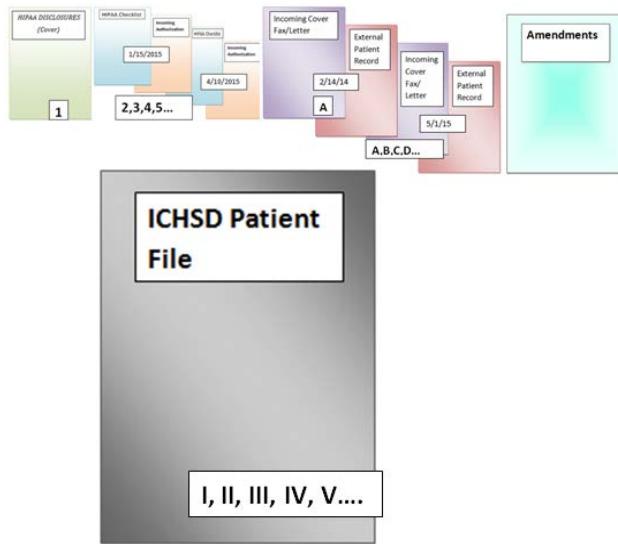 HIPAA DISCLOSURES
(Cover)
1
HIPAA Checklist
Incoming
Authorization
1/15/2015
HIPAA Checklist
Incoming
Authorization
4/10/2015
2,3,4,5...
Incoming Cover
Fax/Letter
A
External
Patient
Record
2/14/14
Incoming
Cover
Fax/
Letter
External
Patient
Record
5/1/15
A,B,C,D...
Amendments
ICHSD Patient
File
I, II, III, IV, V....